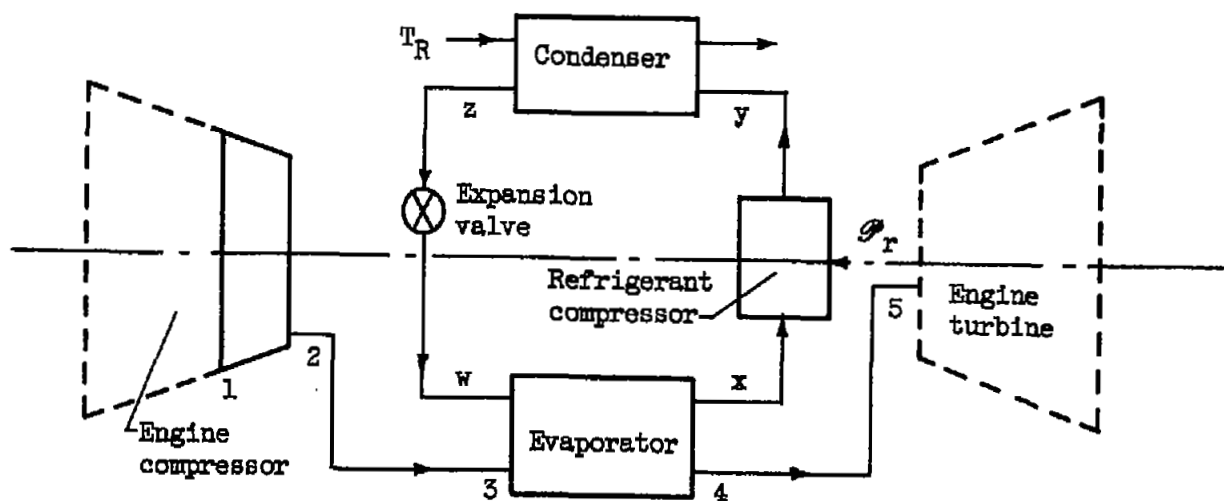 T_R
Condenser
z
y
Expansion
valve
𝒫_r
Refrigerant
compressor
5
Engine
turbine
2
1
w
x
Engine
compressor
Evaporator
3
4